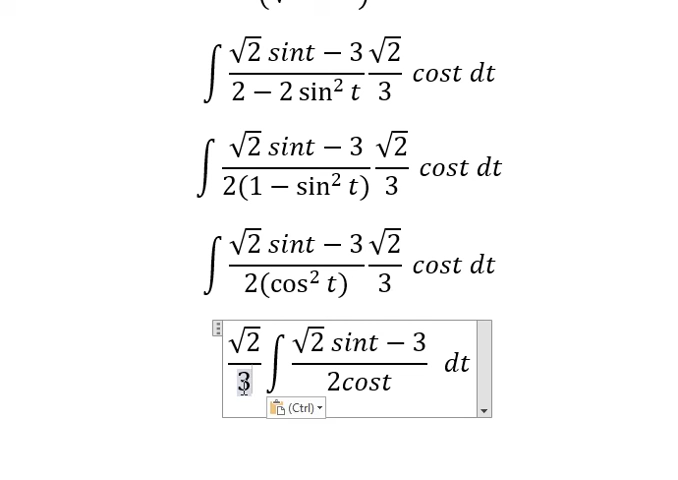 ∫ (√2 sint − 3)/(2 − 2 sin² t) √2/3 cost dt
∫ (√2 sint − 3)/(2(1 − sin² t)) √2/3 cost dt
∫ (√2 sint − 3)/(2(cos² t)) √2/3 cost dt
√2/3 ∫ (√2 sint − 3)/(2cost) dt
(Ctrl)